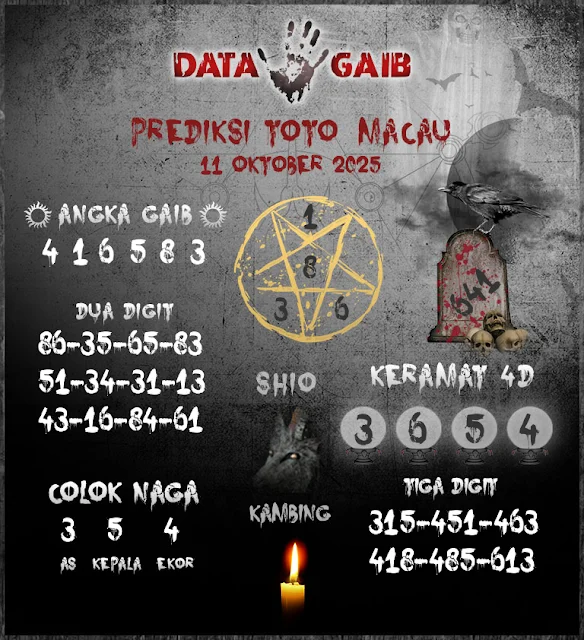 DATA GAIB
PREDIKSI TOTO MACAU
11 OKTOBER 2025
ANGKA GAIB
4 1 6 5 8 3
1
8
3 6
641
DUA DIGIT
86-35-65-83
51-34-31-13
43-16-84-61
SHIO
KAMBING
KERAMAT 4D
3 6 5 4
COLOK NAGA
3 5 4
AS KEPALA EKOR
TIGA DIGIT
315-451-463
418-485-613